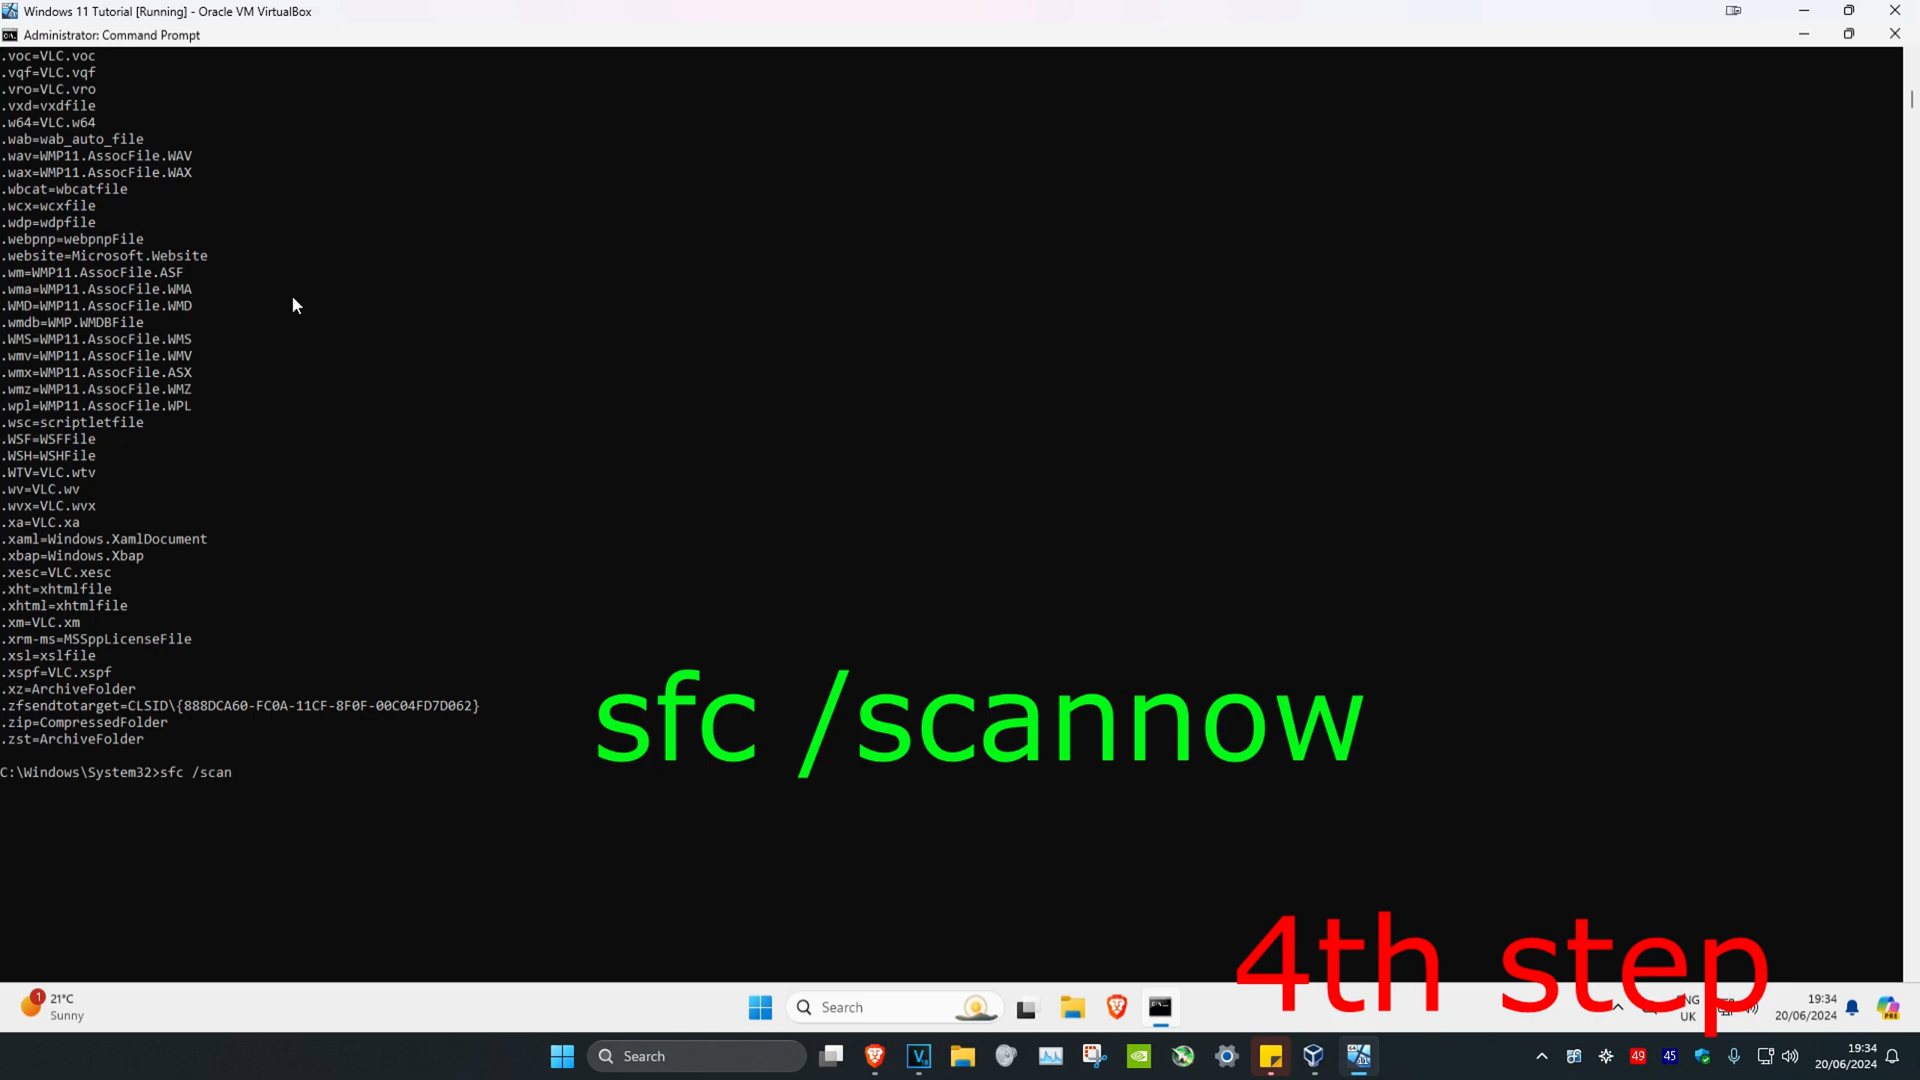 Windows 11 Tutorial [Running] - Oracle VM VirtualBox
Administrator: Command Prompt
.voc=VLC.voc
.vqf=VLC.vqf
.vro=VLC.vro
.vxd=vxdfile
.w64=VLC.w64
.wab=wab_auto_file
.wav=WMP11.AssocFile.WAV
.wax=WMP11.AssocFile.WAX
.wbcat=wbcatfile
.wcx=wcxfile
.wdp=wdpfile
.webpnp=webpnpFile
.website=Microsoft.Website
.wm=WMP11.AssocFile.ASF
.wma=WMP11.AssocFile.WMA
.WMD=WMP11.AssocFile.WMD
.wmdb=WMP.WMDBFile
.WMS=WMP11.AssocFile.WMS
.wmv=WMP11.AssocFile.WMV
.wmx=WMP11.AssocFile.ASX
.wmz=WMP11.AssocFile.WMZ
.wpl=WMP11.AssocFile.WPL
.wsc=scriptletfile
.WSF=WSFFile
.WSH=WSHFile
.WTV=VLC.wtv
.wv=VLC.wv
.wvx=VLC.wvx
.xa=VLC.xa
.xaml=Windows.XamlDocument
.xbap=Windows.Xbap
.xesc=VLC.xesc
.xht=xhtmlfile
.xhtml=xhtmlfile
.xm=VLC.xm
.xrm-ms=MSSppLicenseFile
.xsl=xslfile
.xspf=VLC.xspf
.xz=ArchiveFolder
.zfsendtotarget=CLSID\{888DCA60-FC0A-11CF-8F0F-00C04FD7D062}
.zip=CompressedFolder
.zst=ArchiveFolder
C:\Windows\System32>sfc /scan
sfc /scannow
4th step
1
21°C
Sunny
Search
ENG
UK
19:34
20/06/2024
PRE
Search
49
45
19:34
20/06/2024